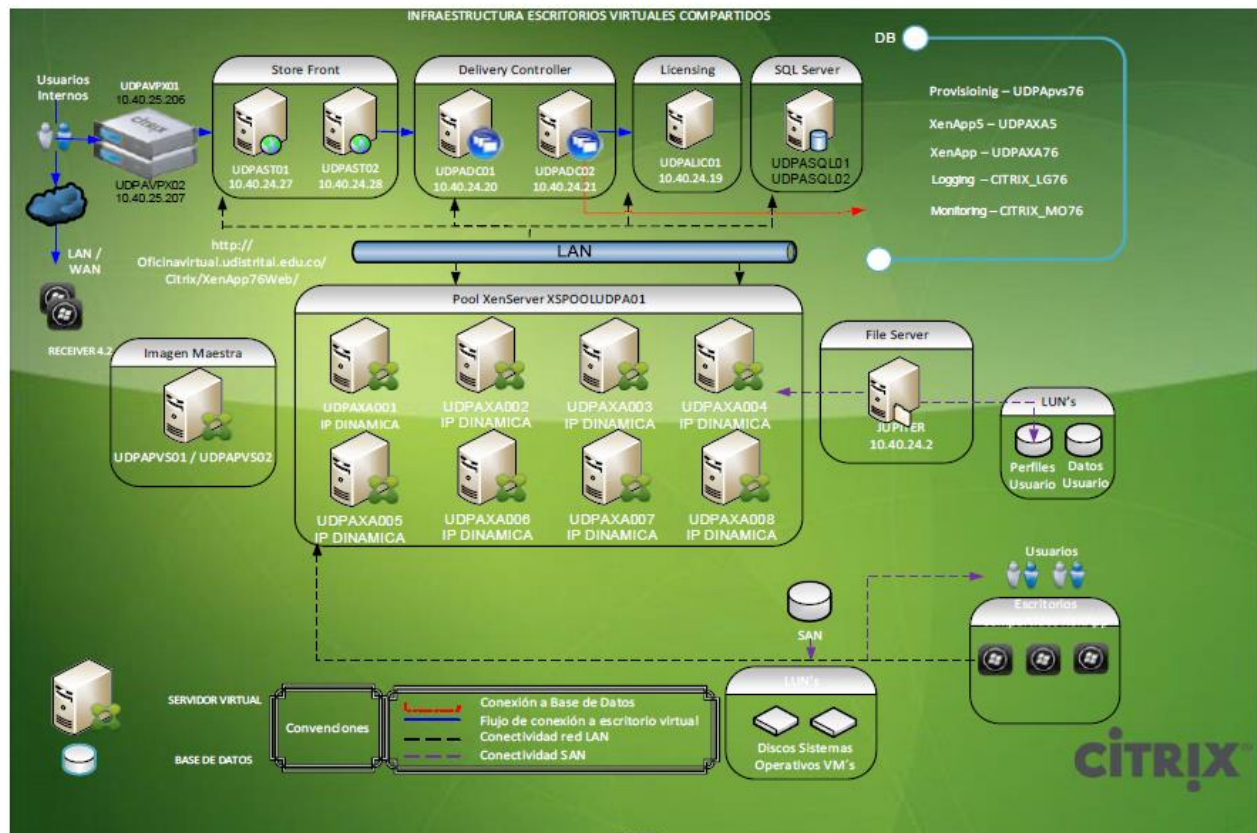 INFRAESTRUCTURA ESCRITORIOS VIRTUALES COMPARTIDOS
Usuarios
Internos
UDPAVPX01
10.40.25.206
CITRIX
UDPAVPX02
10.40.25.207
LAN /
WAN
RECEIVER 4.2
Store Front
UDPAST01
10.40.24.27
UDPAST02
10.40.24.28
Delivery Controller
UDPADC01
10.40.24.20
UDPADC02
10.40.24.21
Licensing
UDPALIC01
10.40.24.19
SQL Server
UDPASQL01
UDPASQL02
DB
Provisioinig – UDPApvs76
XenApp5 – UDPAXA5
XenApp – UDPAXA76
Logging – CITRIX_LG76
Monitoring – CITRIX_MO76
http://
Oficinavirtual.udistrital.edu.co/
Citrix/XenApp76Web/
LAN
Imagen Maestra
UDPAPVS01 / UDPAPVS02
Pool XenServer XSPOOLUDPA01
UDPAXA001
IP DINAMICA
UDPAXA002
IP DINAMICA
UDPAXA003
IP DINAMICA
UDPAXA004
IP DINAMICA
UDPAXA005
IP DINAMICA
UDPAXA006
IP DINAMICA
UDPAXA007
IP DINAMICA
UDPAXA008
IP DINAMICA
File Server
JUPITER
10.40.24.2
LUN's
Perfiles
Usuario
Datos
Usuario
Usuarios
Escritorios
SAN
LUN's
Discos Sistemas
Operativos VM´s
SERVIDOR VIRTUAL
BASE DE DATOS
Convenciones
Conexión a Base de Datos
Flujo de conexión a escritorio virtual
Conectividad red LAN
Conectividad SAN
CITRIX